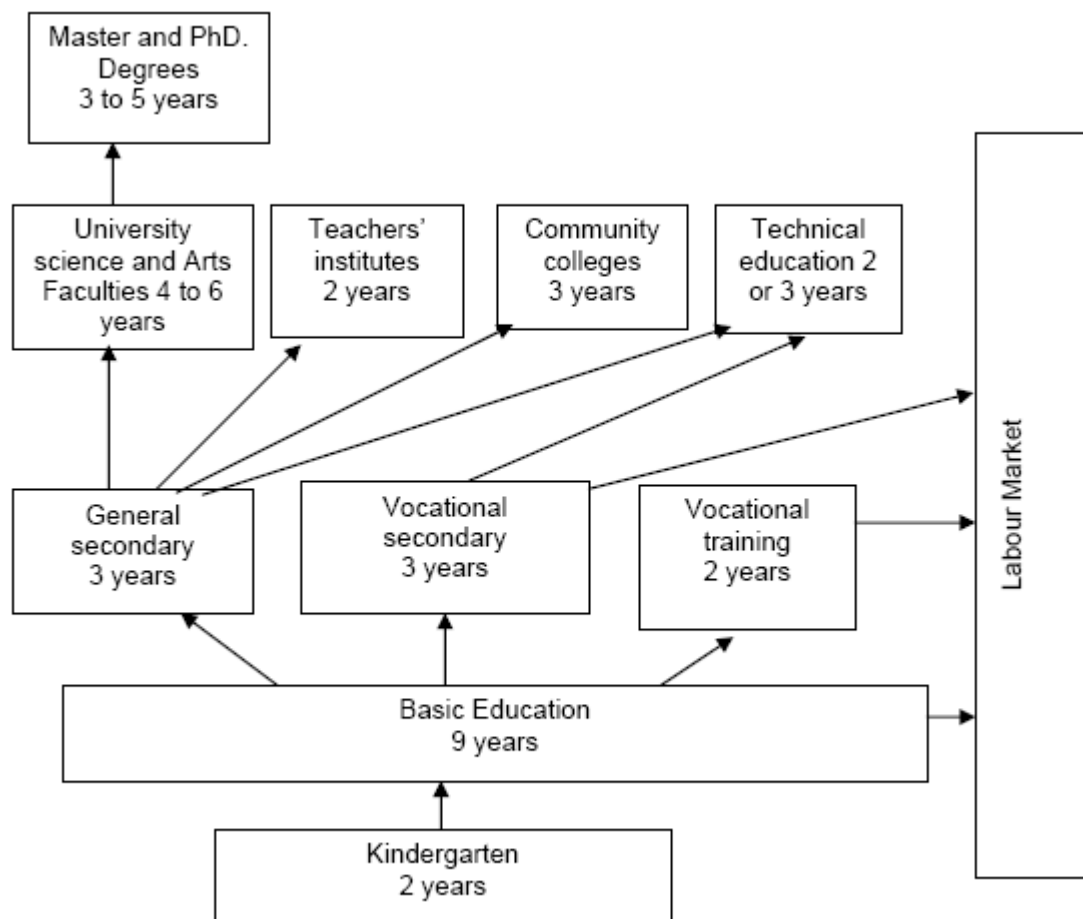 Master and PhD.
Degrees
3 to 5 years
University
science and Arts
Faculties 4 to 6
years
Teachers’
institutes
2 years
Community
colleges
3 years
Technical
education 2
or 3 years
General
secondary
3 years
Vocational
secondary
3 years
Vocational
training
2 years
Labour Market
Basic Education
9 years
Kindergarten
2 years